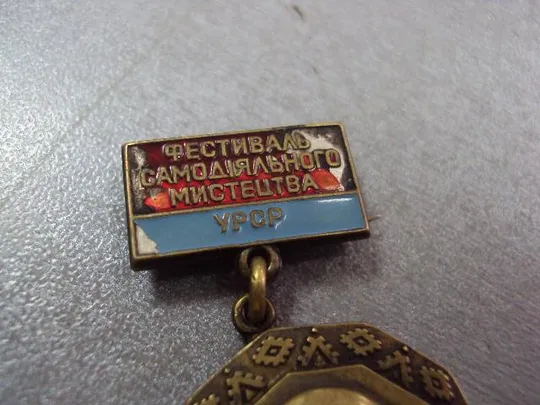 ФЕСТИВАЛЬ
САМОДІЯЛЬНОГО
МИСТЕЦТВА
УРСР